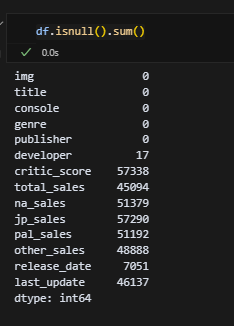 df.isnull().sum()
0.0s
img 0
title 0
console 0
genre 0
publisher 0
developer 17
critic_score 57338
total_sales 45094
na_sales 51379
jp_sales 57290
pal_sales 51192
other_sales 48888
release_date 7051
last_update 46137
dtype: int64